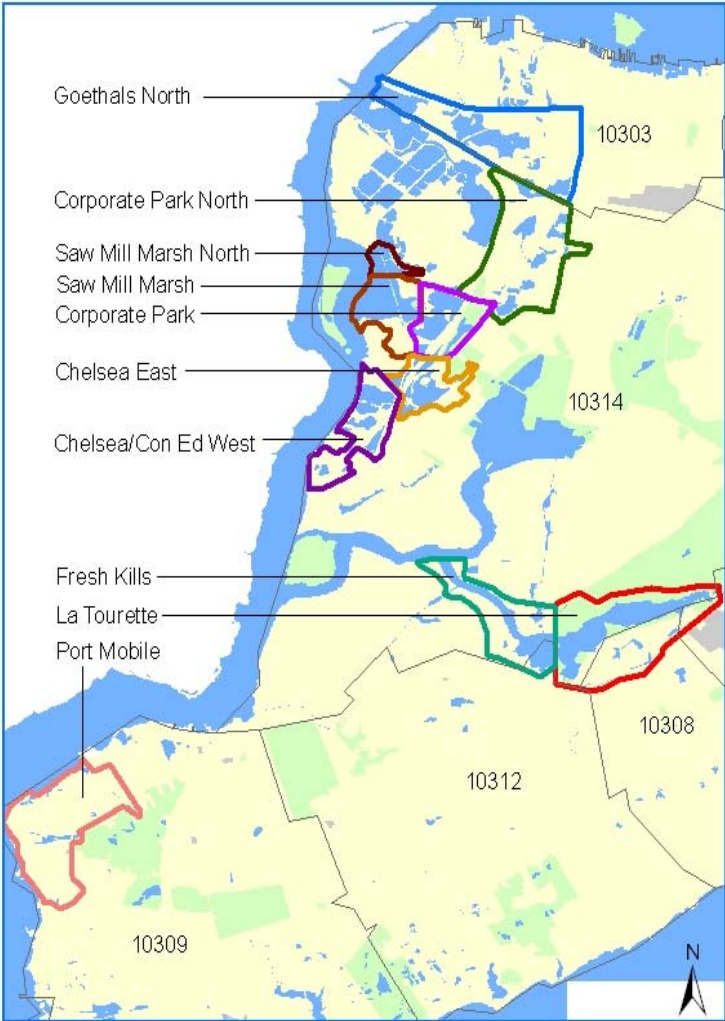 Goethals North
10303
Corporate Park North
Saw Mill Marsh North
Saw Mill Marsh
Corporate Park
Chelsea East
10314
Chelsea/Con Ed West
Fresh Kills
La Tourette
Port Mobile
10308
10312
10309
N